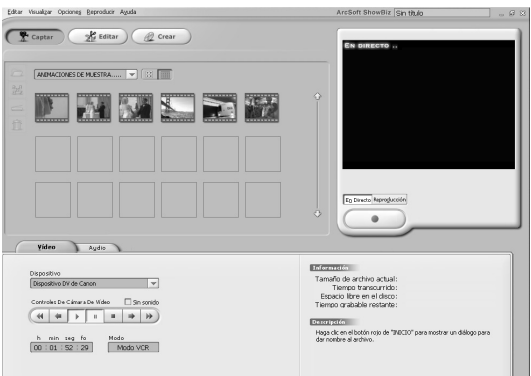 Editar Visualizar Opciones Reproducir Ayuda
ArcSoft ShowBiz Sin título
Captar Editar Crear
ANIMACIONES DE MUESTRA.....
EN DIRECTO ..
En Directo Reproducción
Vídeo Audio
Dispositivo
Dispositivo DV de Canon
Controles De Cámara De Vídeo Sin sonido
h min seg fo Modo
00 : 01 : 52 : 29 Modo VCR
Información
Tamaño de archivo actual:
Tiempo transcurrido:
Espacio libre en el disco:
Tiempo grabable restante:
Descripción
Haga clic en el botón rojo de "INICIO" para mostrar un diálogo para
dar nombre al archivo.